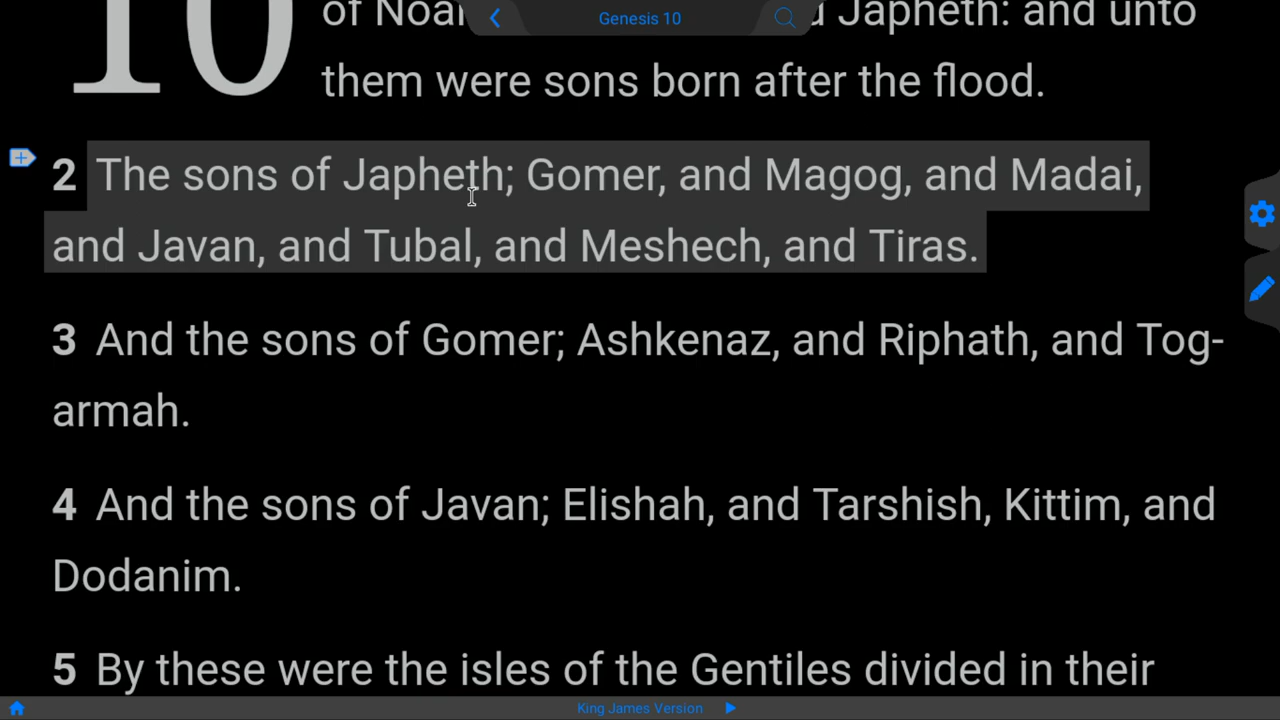 Genesis 10
10 of Noah Japheth: and unto
them were sons born after the flood.
2 The sons of Japheth; Gomer, and Magog, and Madai,
and Javan, and Tubal, and Meshech, and Tiras.
3 And the sons of Gomer; Ashkenaz, and Riphath, and Tog-
armah.
4 And the sons of Javan; Elishah, and Tarshish, Kittim, and
Dodanim.
5 By these were the isles of the Gentiles divided in their
King James Version